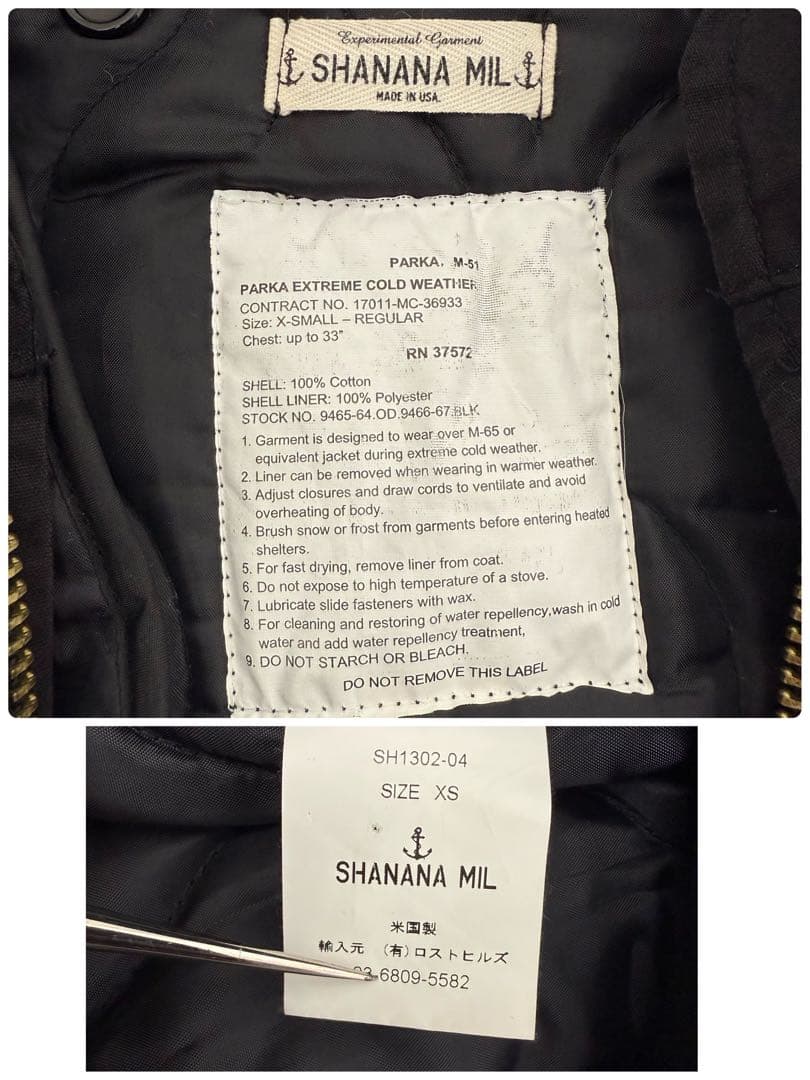 Experimental Garment
SHANANA MIL
MADE IN USA.
PARKA, M-51
PARKA EXTREME COLD WEATHER
CONTRACT NO. 17011-MC-36933
Size: X-SMALL – REGULAR
Chest: up to 33"
RN 37572
SHELL: 100% Cotton
SHELL LINER: 100% Polyester
STOCK NO. 9465-64.OD.9466-67.BLK.
1. Garment is designed to wear over M-65 or
equivalent jacket during extreme cold weather.
2. Liner can be removed when wearing in warmer weather.
3. Adjust closures and draw cords to ventilate and avoid
overheating of body.
4. Brush snow or frost from garments before entering heated
shelters.
5. For fast drying, remove liner from coat.
6. Do not expose to high temperature of a stove.
7. Lubricate slide fasteners with wax.
8. For cleaning and restoring of water repellency,wash in cold
water and add water repellency treatment,
9. DO NOT STARCH OR BLEACH.
DO NOT REMOVE THIS LABEL
SH1302-04
SIZE XS
SHANANA MIL
米国製
輸入元 (有)ロストヒルズ
03-6809-5582